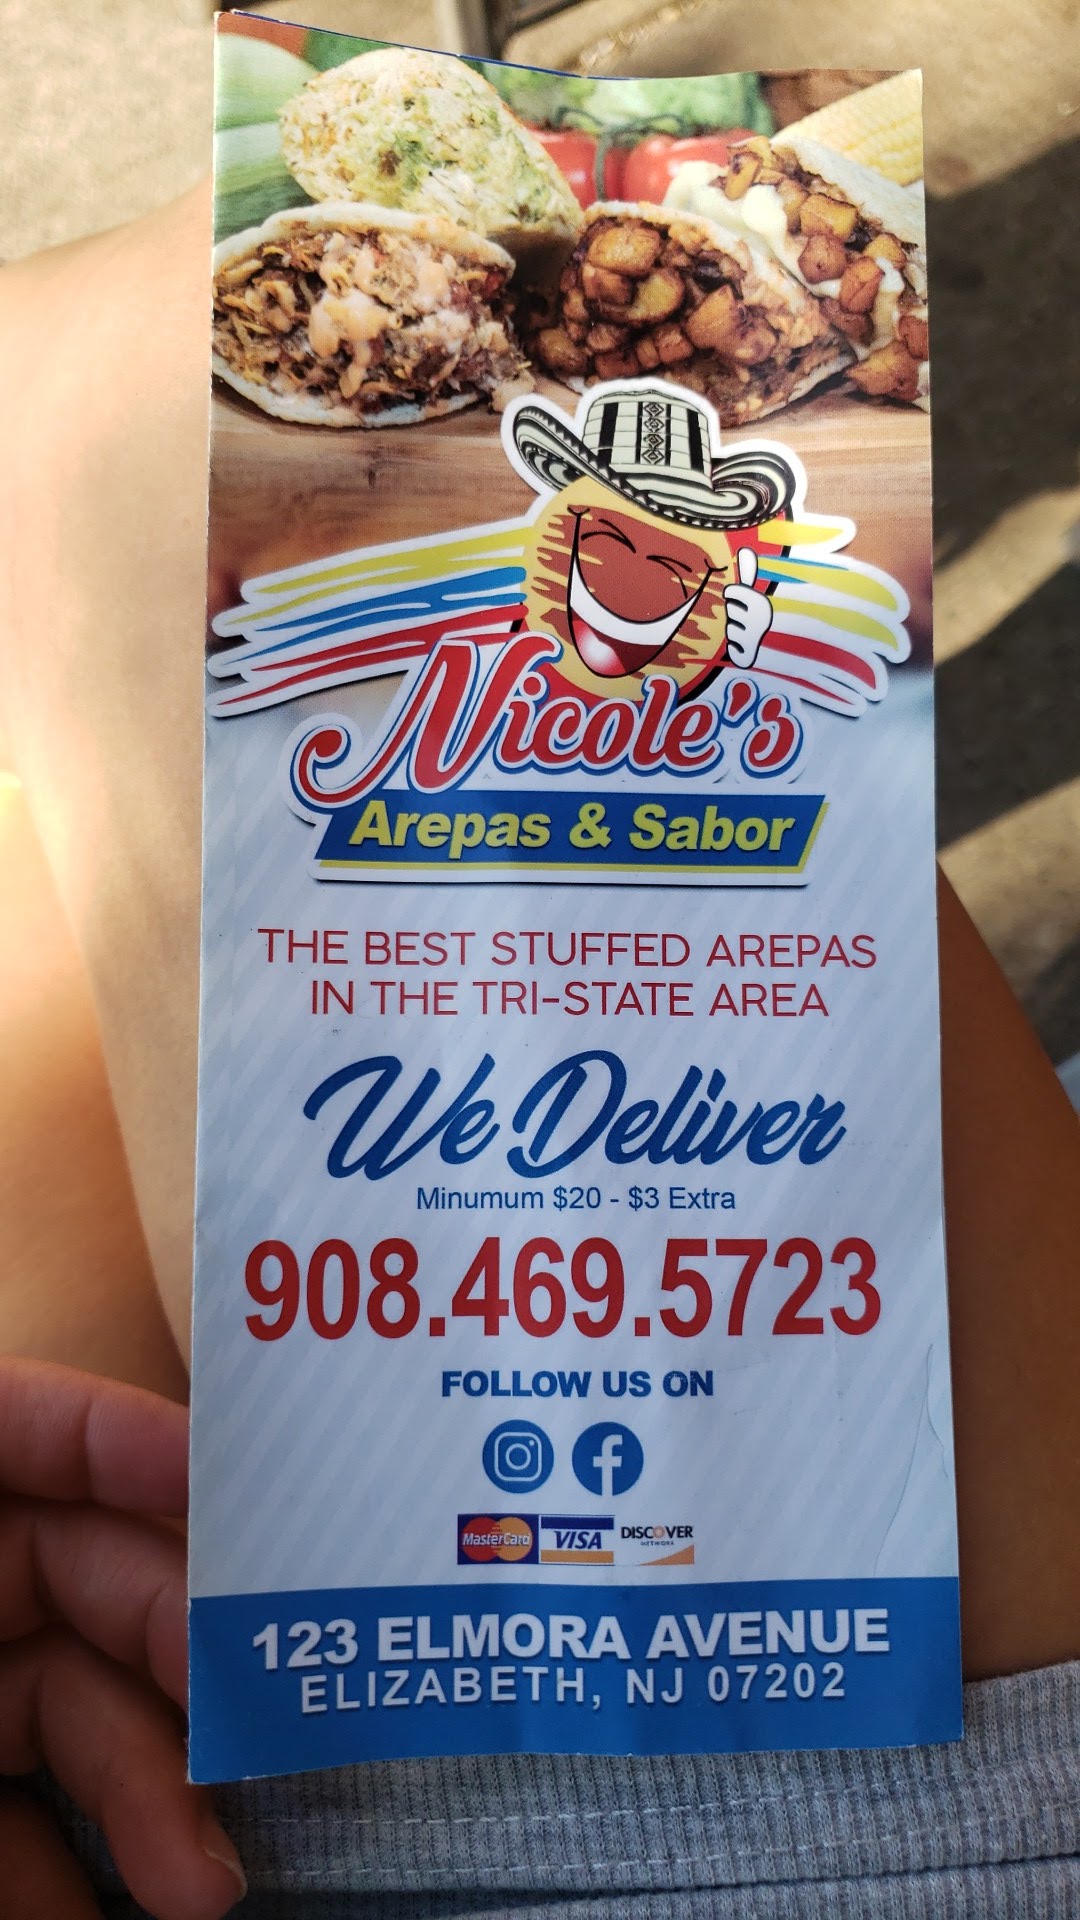 Nicole's
Arepas & Sabor
THE BEST STUFFED AREPAS
IN THE TRI-STATE AREA
We Deliver
Minumum $20 - $3 Extra
908.469.5723
FOLLOW US ON
MasterCard VISA DISCOVER
NETWORK
123 ELMORA AVENUE
ELIZABETH, NJ 07202